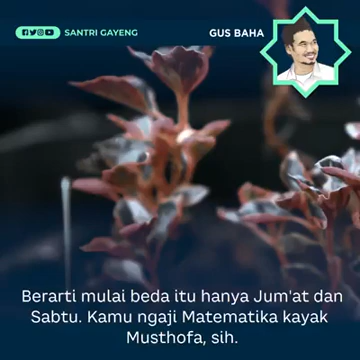 SANTRI GAYENG
GUS BAHA
Berarti mulai beda itu hanya Jum'at dan
Sabtu. Kamu ngaji Matematika kayak
Musthofa, sih.